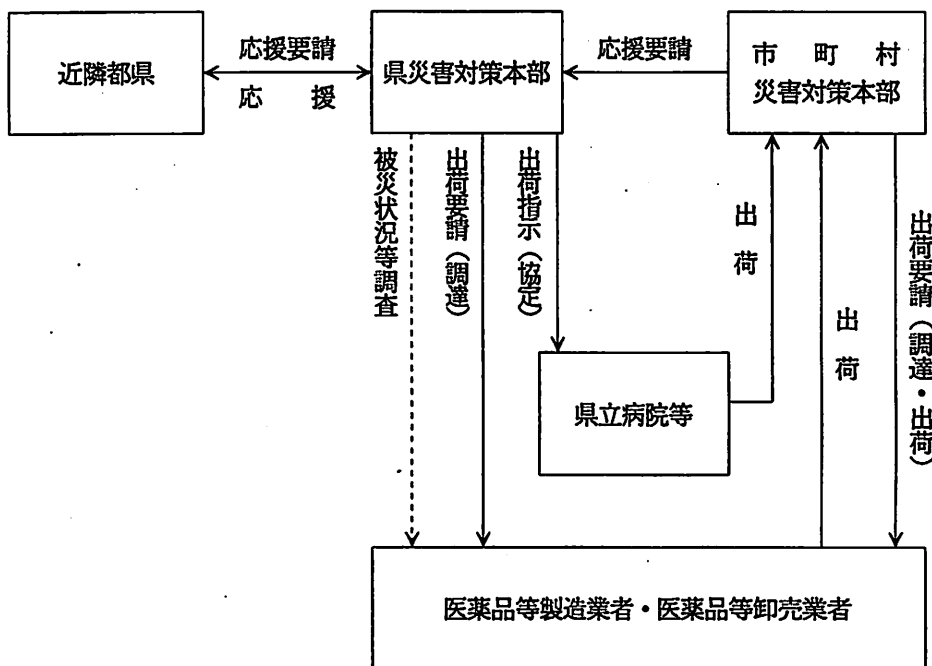 近隣都県
応援要請
応援
県災害対策本部
応援要請
市町村
災害対策本部
被災状況等調査
出荷要請（調達）
出荷指示（協定）
出荷
出荷
出荷要請（調達・出荷）
県立病院等
医薬品等製造業者・医薬品等卸売業者